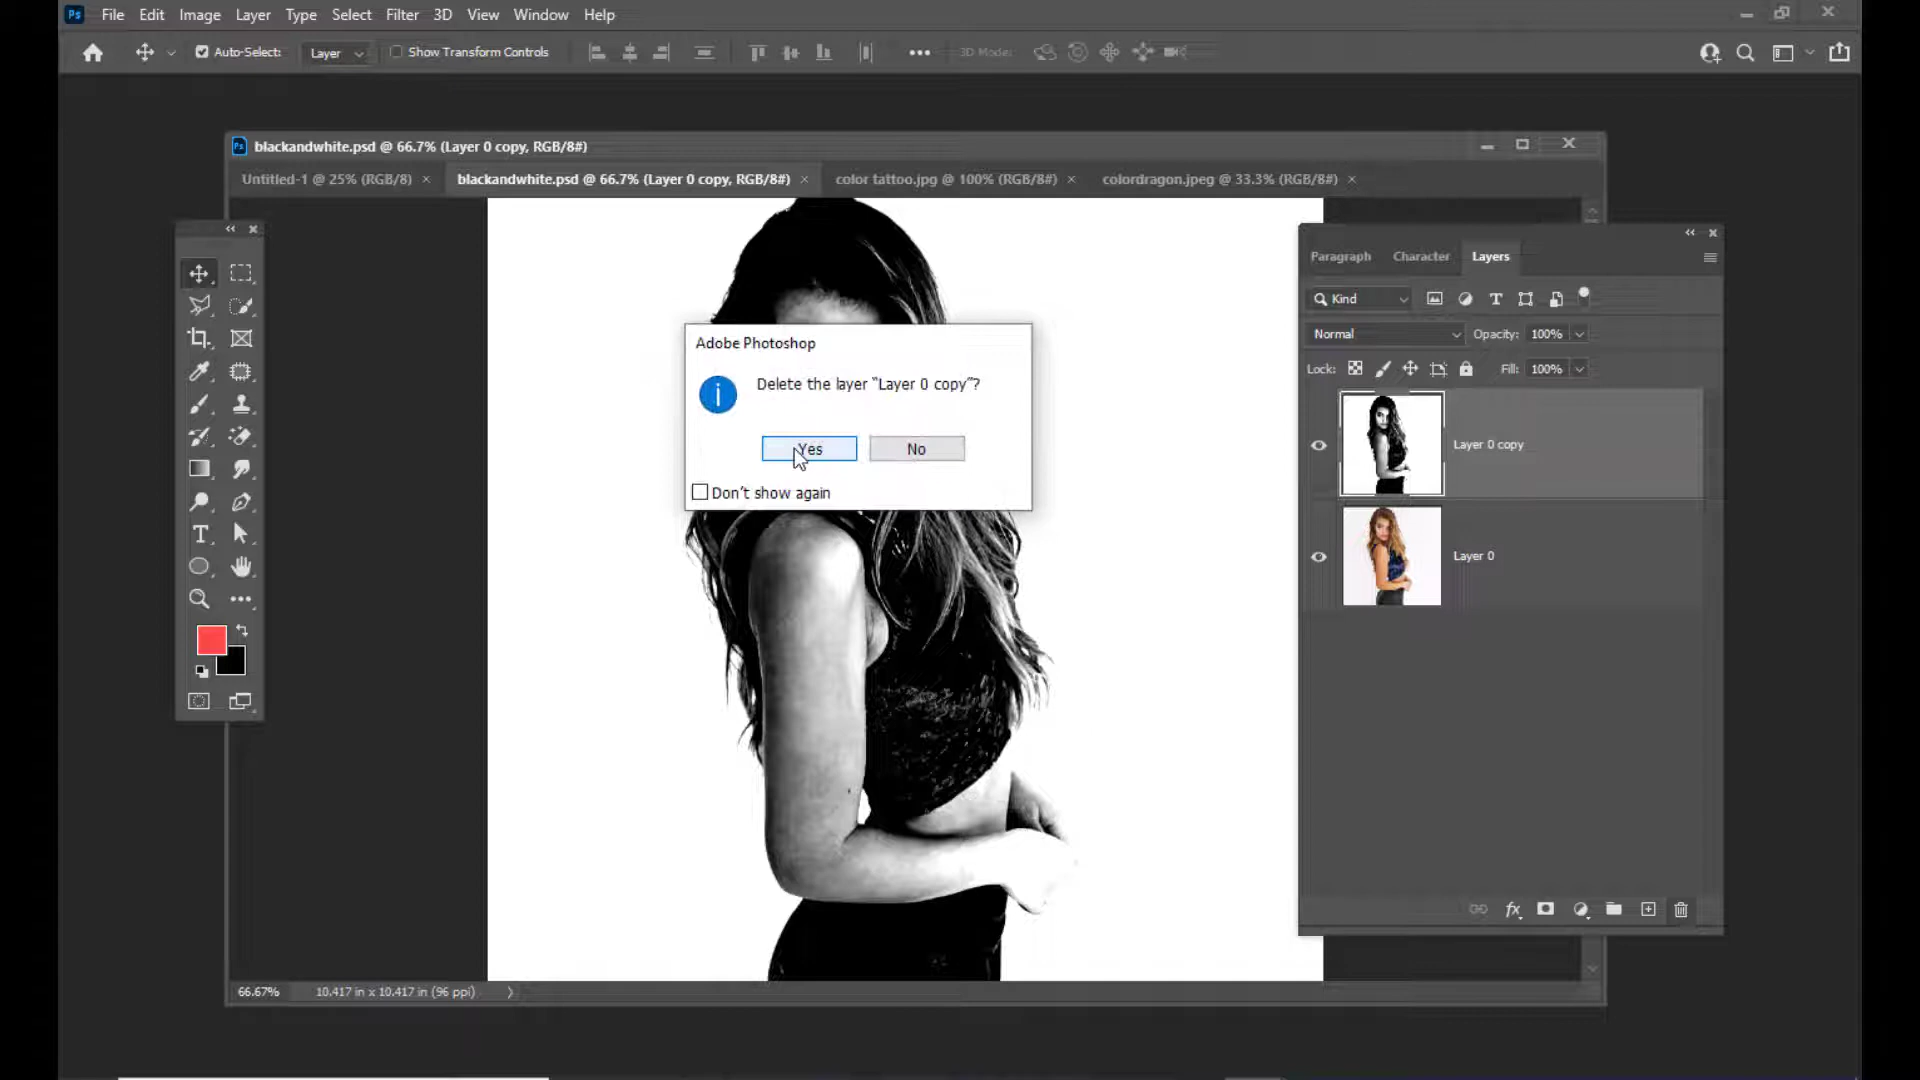 Ps File Edit Image Layer Type Select Filter 3D View Window Help
Auto-Select: Layer Show Transform Controls 3D Mode:
Ps blackandwhite.psd @ 66.7% (Layer 0 copy, RGB/8#)
Untitled-1 @ 25% (RGB/8) blackandwhite.psd @ 66.7% (Layer 0 copy, RGB/8#) color tattoo.jpg @ 100% (RGB/8#) colordragon.jpeg @ 33.3% (RGB/8#)
Paragraph Character Layers
Kind
Normal Opacity: 100%
Lock: Fill: 100%
Layer 0 copy
Layer 0
Adobe Photoshop
Delete the layer “Layer 0 copy”?
Yes No
Don't show again
66.67% 10.417 in x 10.417 in (96 ppi)